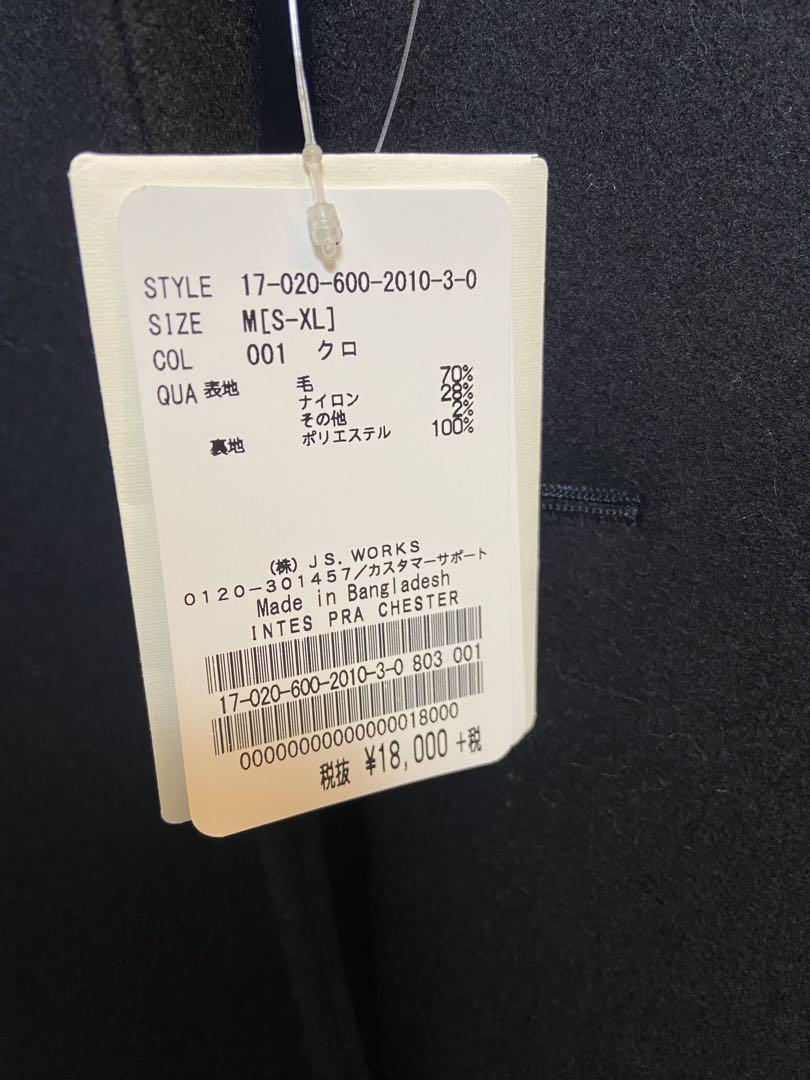 STYLE 17-020-600-2010-3-0
SIZE M[S-XL]
COL 001 クロ
QUA 表地 毛 70%
ナイロン 28%
その他 2%
裏地 ポリエステル 100%
(株) JS. WORKS
0120-301457/カスタマーサポート
Made in Bangladesh
INTES PRA CHESTER
17-020-600-2010-3-0 803 001
00000000000000018000
税抜 ¥18,000 +税